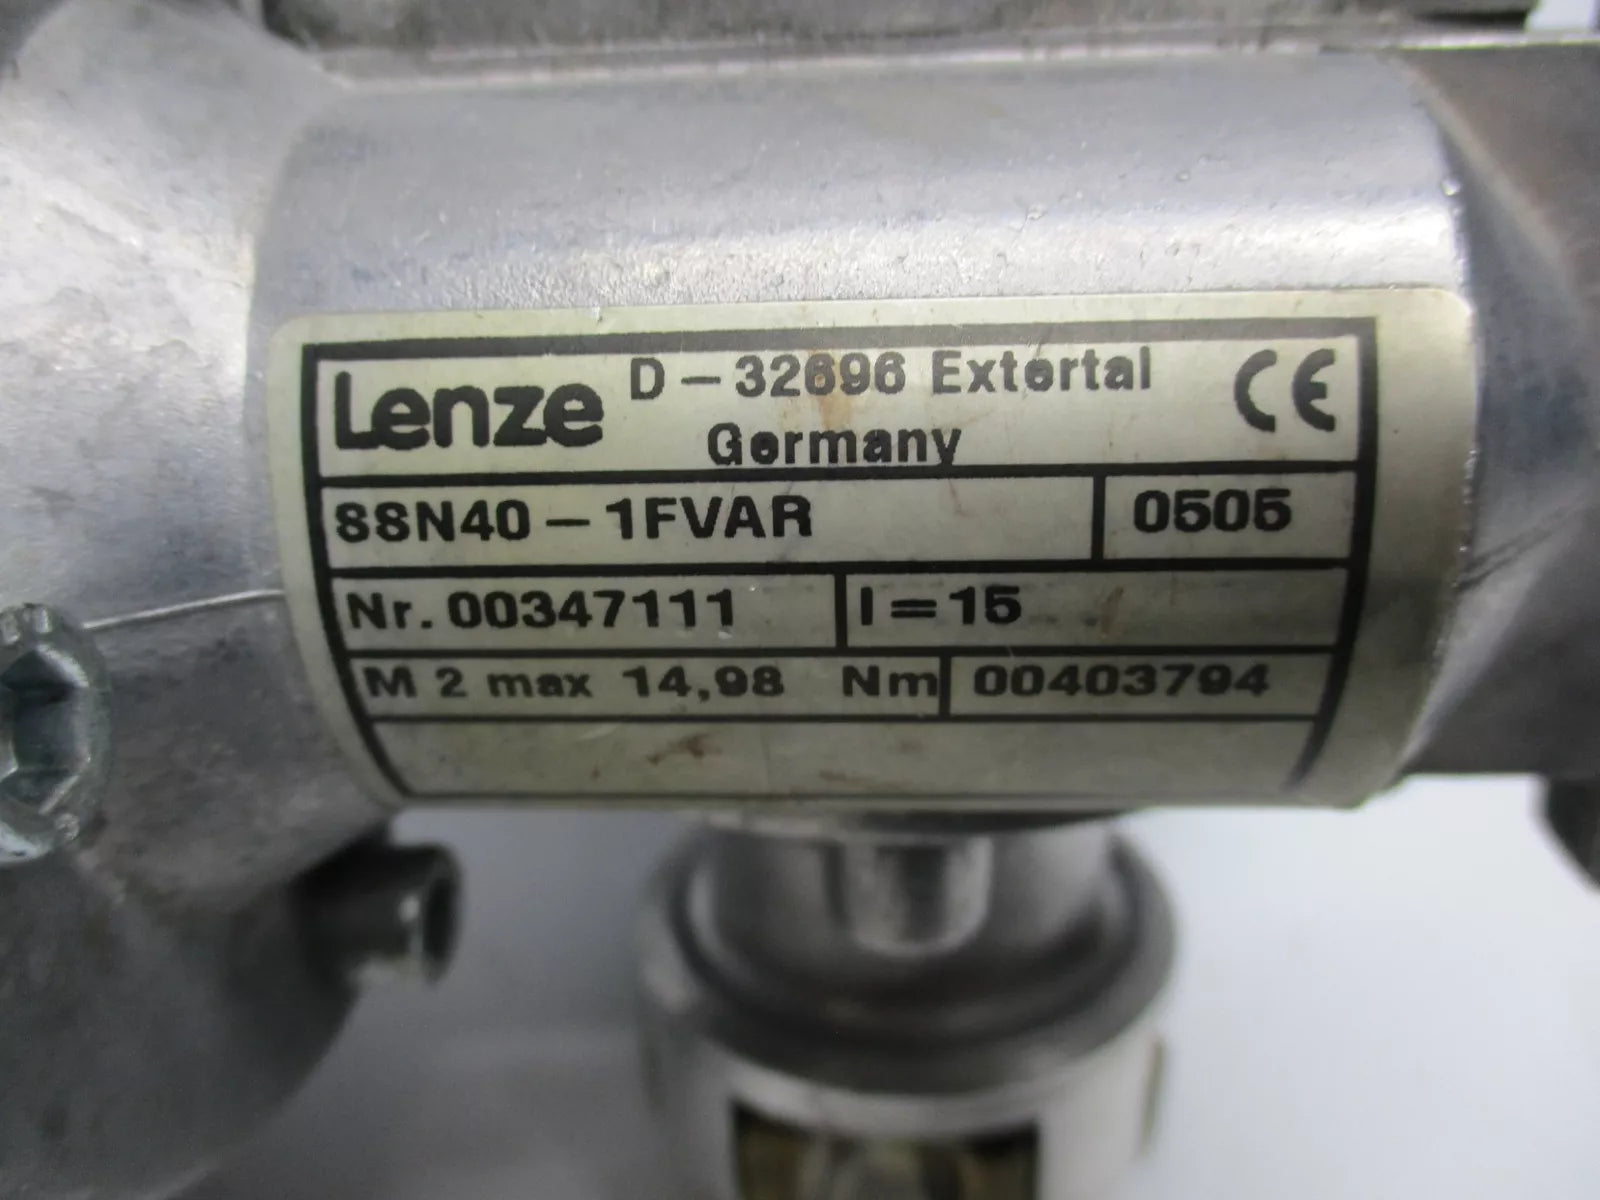 Lenze D-32696 Extertal CE
Germany
88N40-1FVAR 0505
Nr. 00347111 I=15
M 2 max 14,98 Nm 00403794